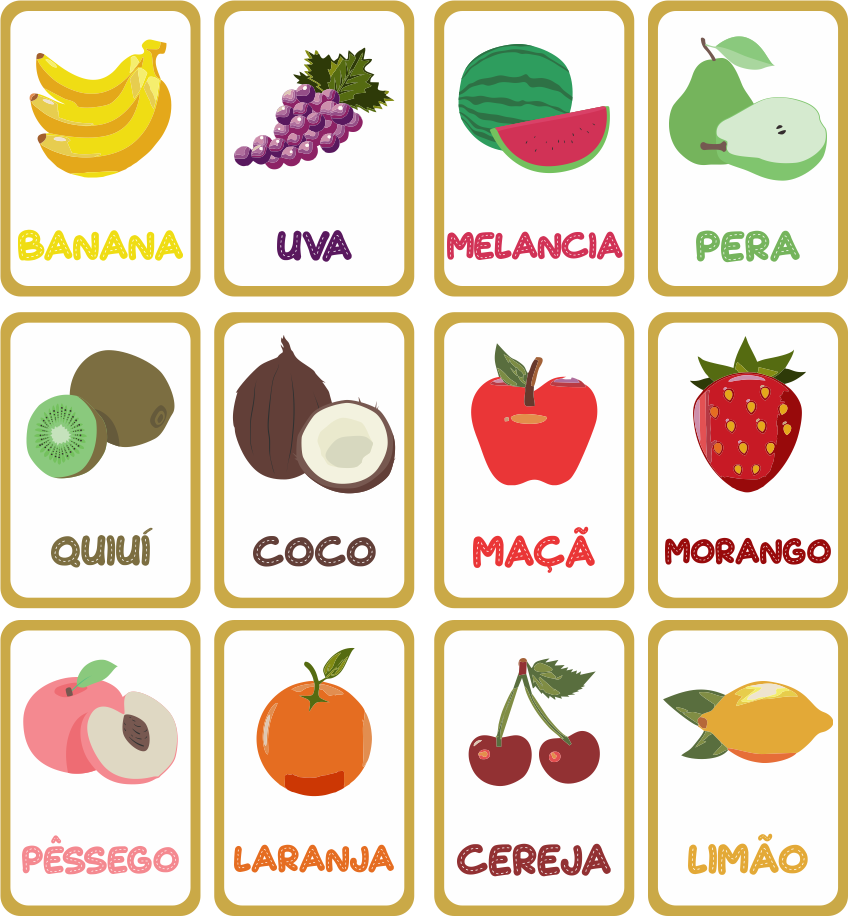 BANANA
UVA
MELANCIA
PERA
QUIUÍ
COCO
MAÇÃ
MORANGO
PÊSSEGO
LARANJA
CEREJA
LIMÃO